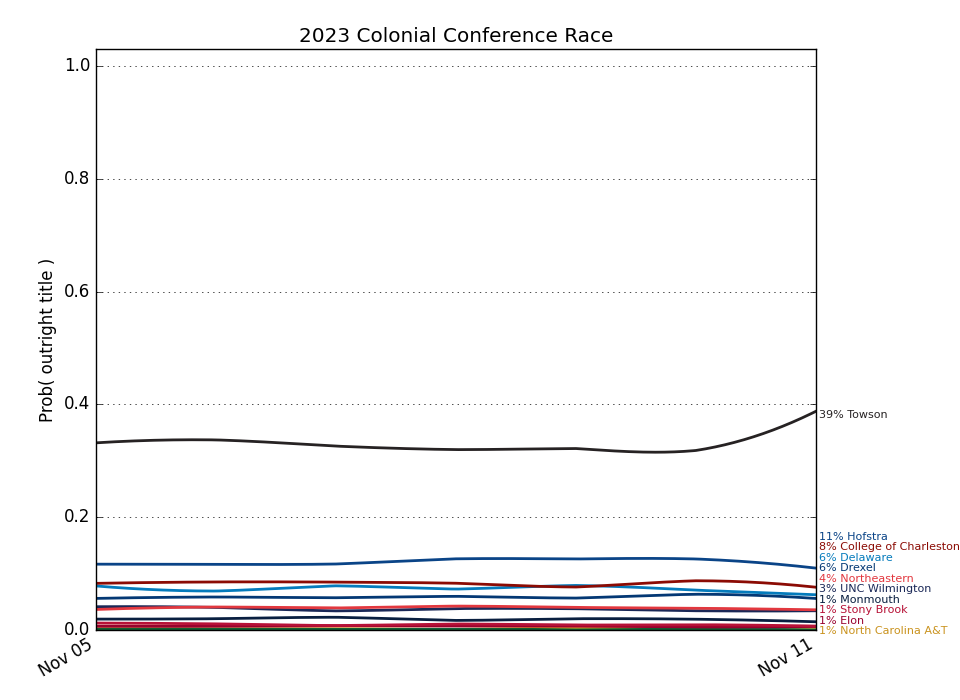 2023 Colonial Conference Race
Prob( outright title )
1.0
0.8
0.6
0.4
0.2
0.0
Nov 05
Nov 11
39% Towson
11% Hofstra
8% College of Charleston
6% Delaware
6% Drexel
4% Northeastern
3% UNC Wilmington
1% Monmouth
1% Stony Brook
1% Elon
1% North Carolina A&T